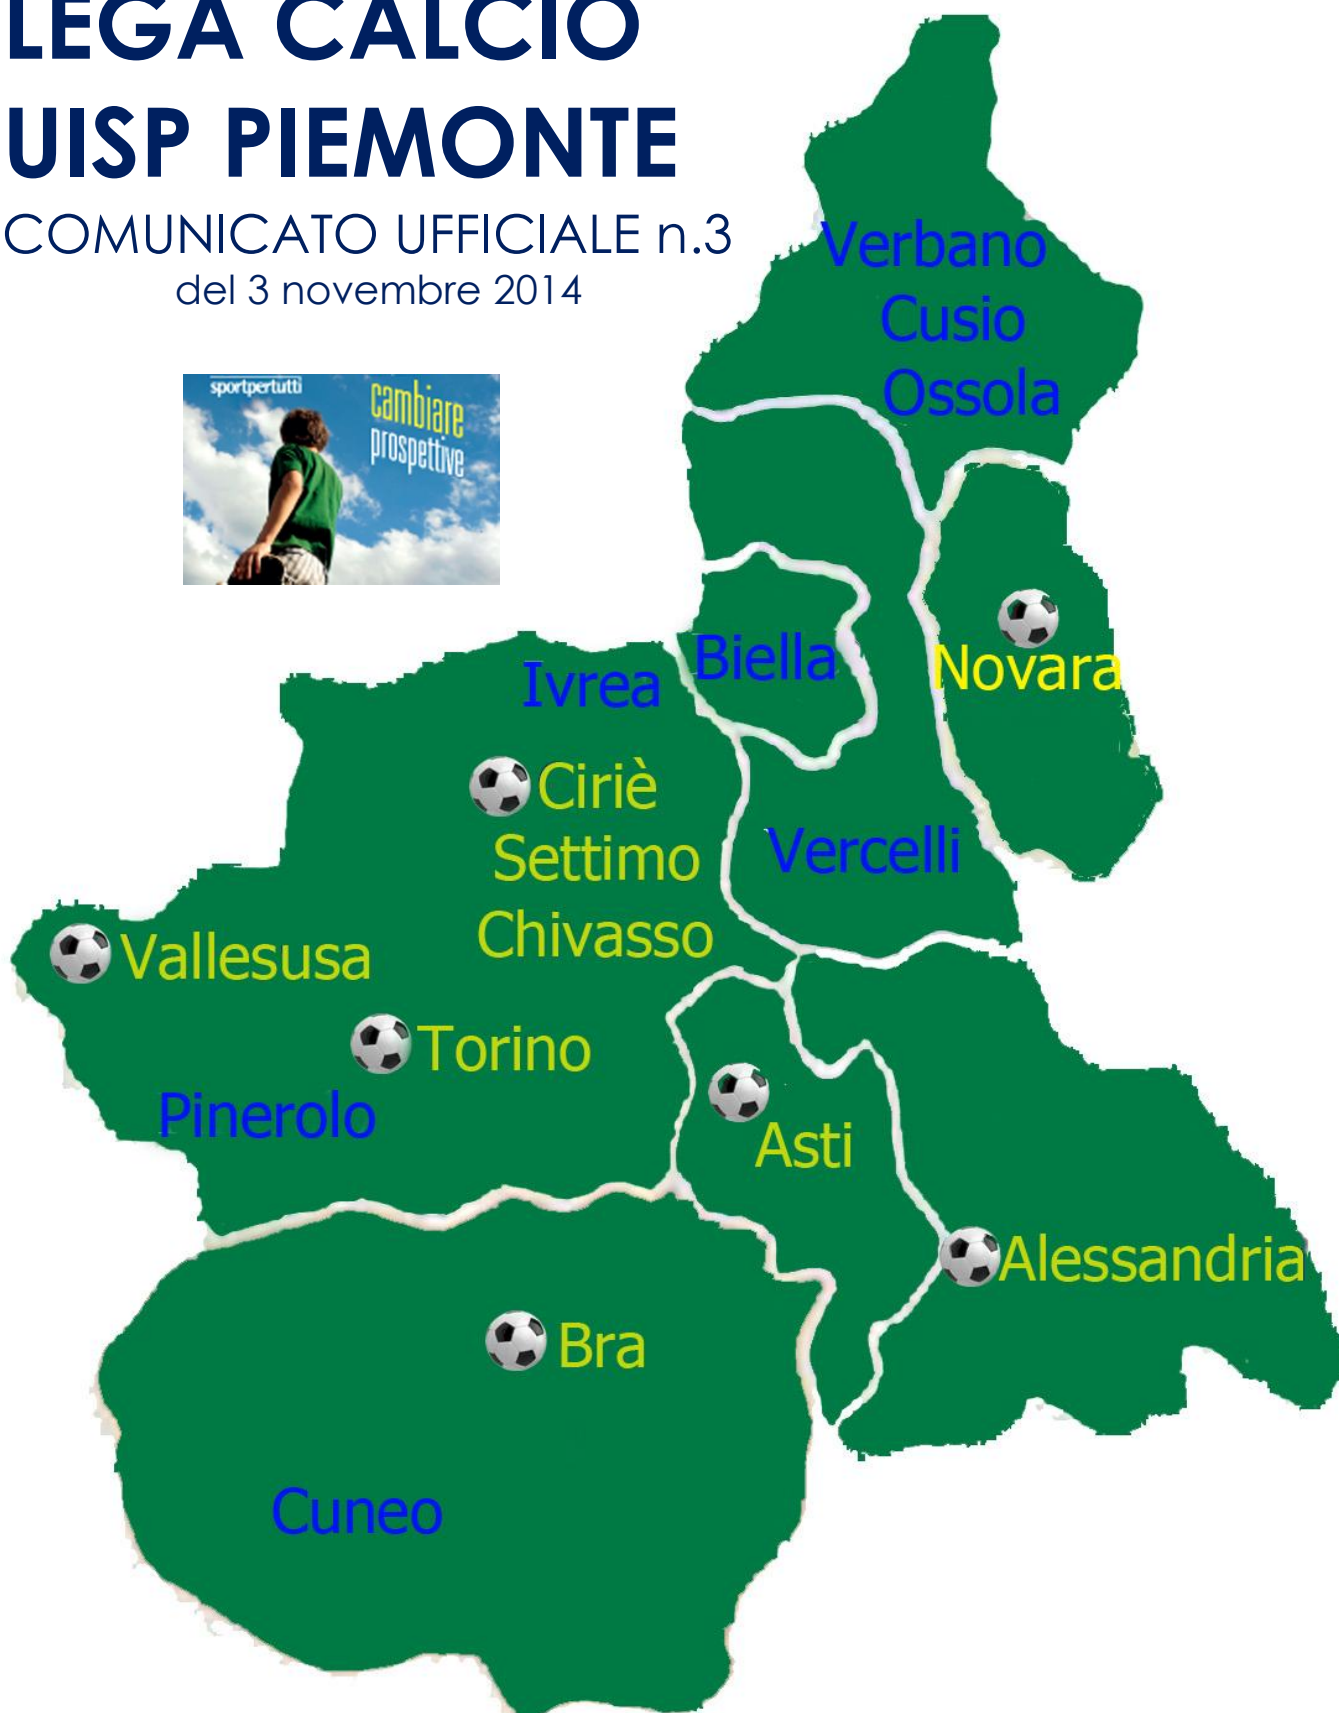 LEGA CALCIO
UISP PIEMONTE
COMUNICATO UFFICIALE n.3
del 3 novembre 2014
sportpertutti
cambiare
prospettive
Verbano
Cusio
Ossola
Novara
Biella
Ivrea
Ciriè
Settimo
Chivasso
Vercelli
Vallesusa
Torino
Pinerolo
Asti
Alessandria
Bra
Cuneo